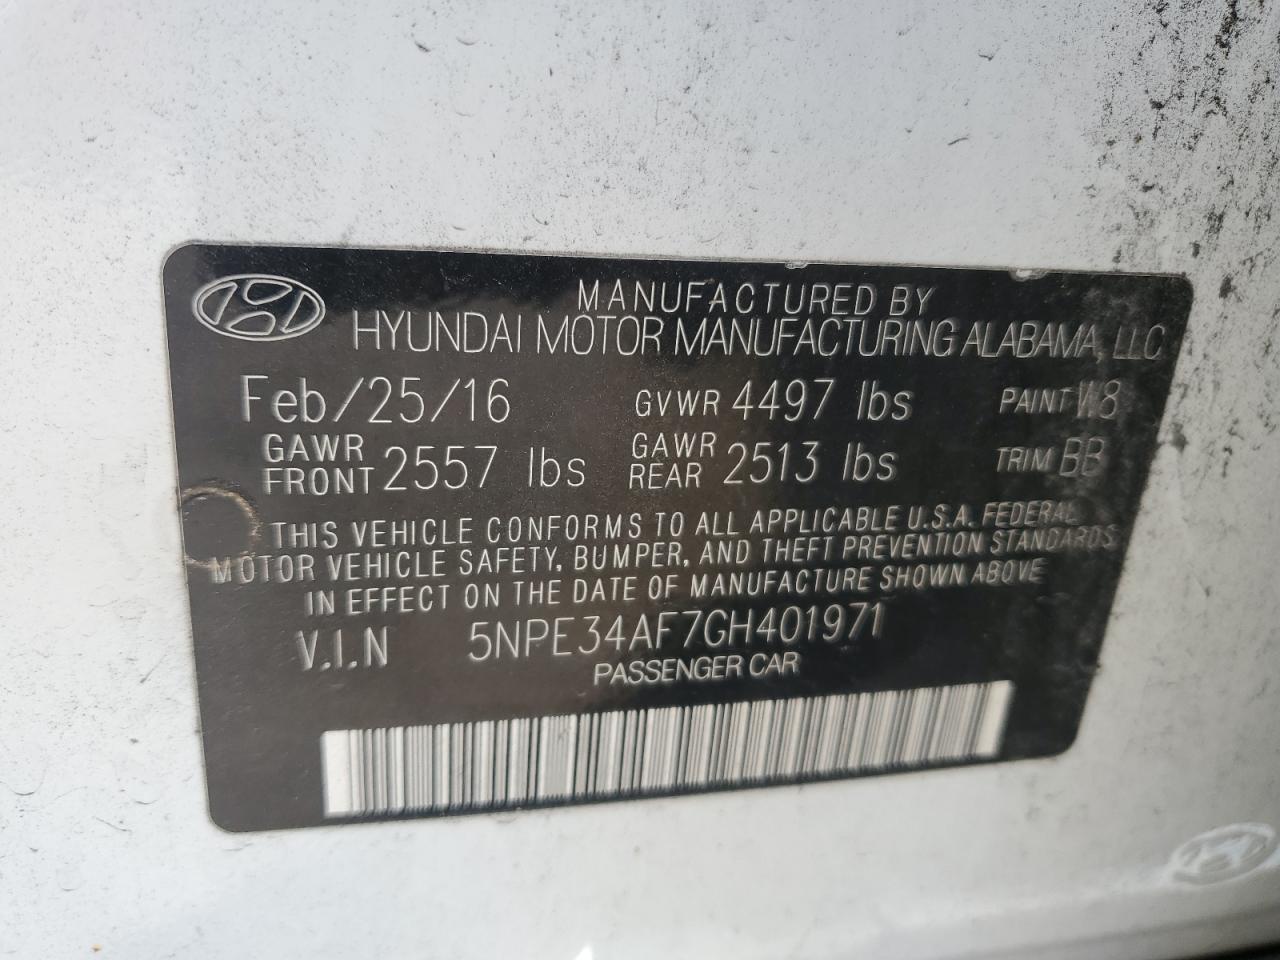 MANUFACTURED BY
HYUNDAI MOTOR MANUFACTURING ALABAMA, LLC
Feb/25/16 GVWR 4497 lbs PAINT W8
GAWR FRONT 2557 lbs GAWR REAR 2513 lbs TRIM BB
THIS VEHICLE CONFORMS TO ALL APPLICABLE U.S.A. FEDERAL
MOTOR VEHICLE SAFETY, BUMPER, AND THEFT PREVENTION STANDARDS
IN EFFECT ON THE DATE OF MANUFACTURE SHOWN ABOVE
V.I.N 5NPE34AF7GH401971
PASSENGER CAR